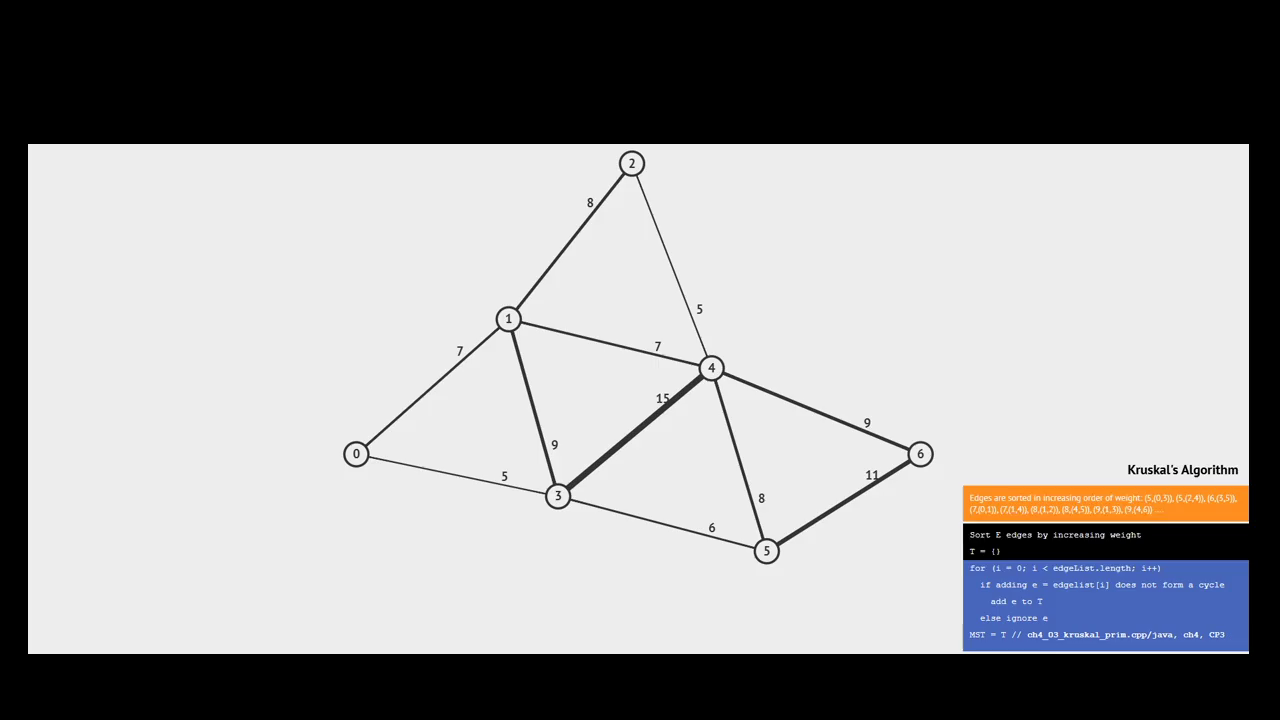 2
8
5
1
7
7
4
15
9
9
0
6
5
11
3
8
6
5
Kruskal's Algorithm
Edges are sorted in increasing order of weight: (5,(0,3)), (5,(2,4)), (6,(3,5)),
(7,(0,1)), (7,(1,4)), (8,(1,2)), (8,(4,5)), (9,(1,3)), (9,(4,6)) ....
Sort E edges by increasing weight
T = {}
for (i = 0; i < edgeList.length; i++)
if adding e = edgelist[i] does not form a cycle
add e to T
else ignore e
MST = T // ch4_03_kruskal_prim.cpp/java, ch4, CP3